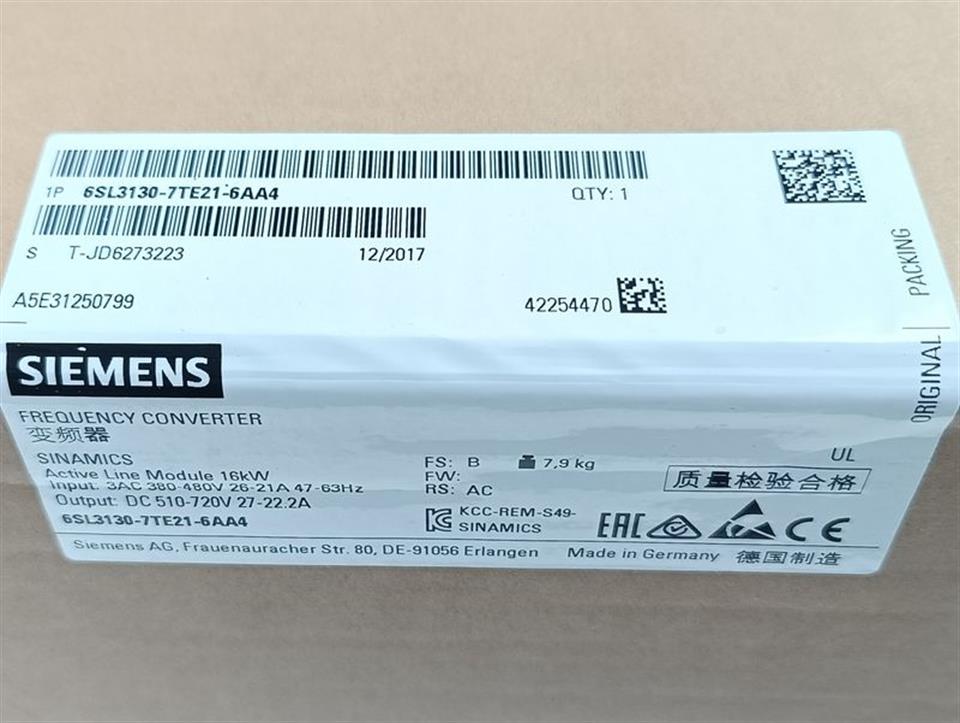 1P 6SL3130-7TE21-6AA4 QTY: 1
S T-JD6273223 12/2017
A5E31250799 42254470
ORIGINAL | PACKING
SIEMENS
FREQUENCY CONVERTER
变频器
SINAMICS
Active Line Module 16kW
Input: 3AC 380-480V 26-21A 47-63Hz
Output: DC 510-720V 27-22.2A
6SL3130-7TE21-6AA4
FS: B 7,9 kg
FW:
RS: AC
KCC-REM-S49-
SINAMICS
UL
质量检验合格
EAC CE
Siemens AG, Frauenauracher Str. 80, DE-91056 Erlangen Made in Germany 德国制造